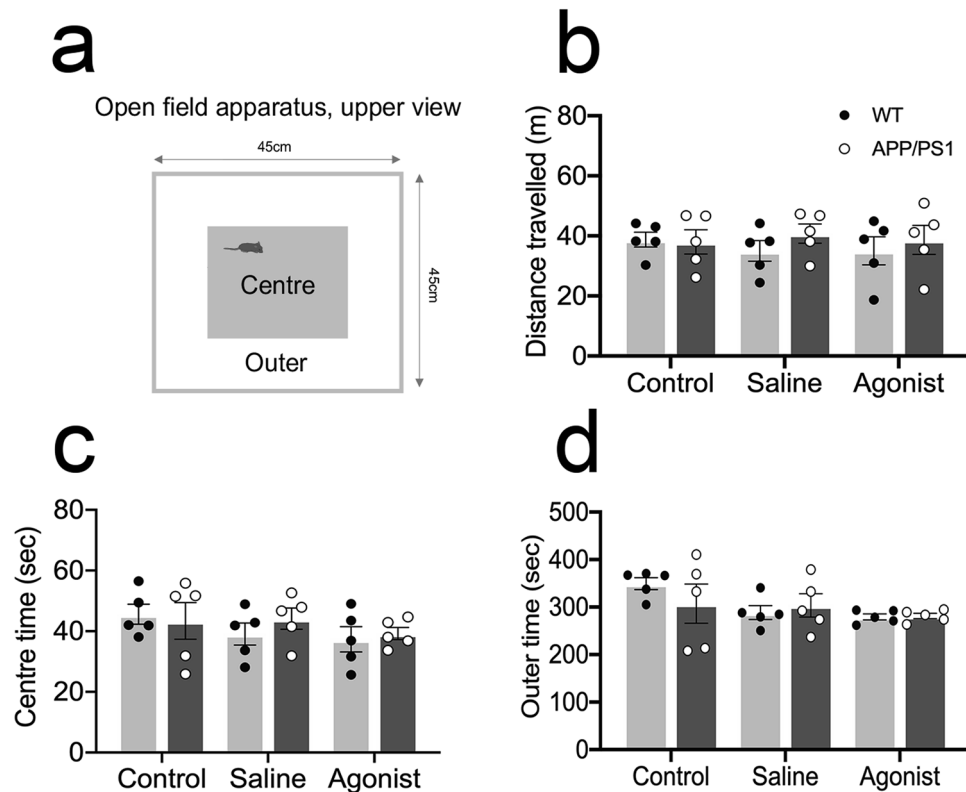 a
Open field apparatus, upper view
45cm
45cm
Centre
Outer
b
Distance travelled (m)
80
60
40
20
0
WT
APP/PS1
Control Saline Agonist
c
Centre time (sec)
80
60
40
20
0
Control Saline Agonist
d
Outer time (sec)
500
400
300
200
100
0
Control Saline Agonist